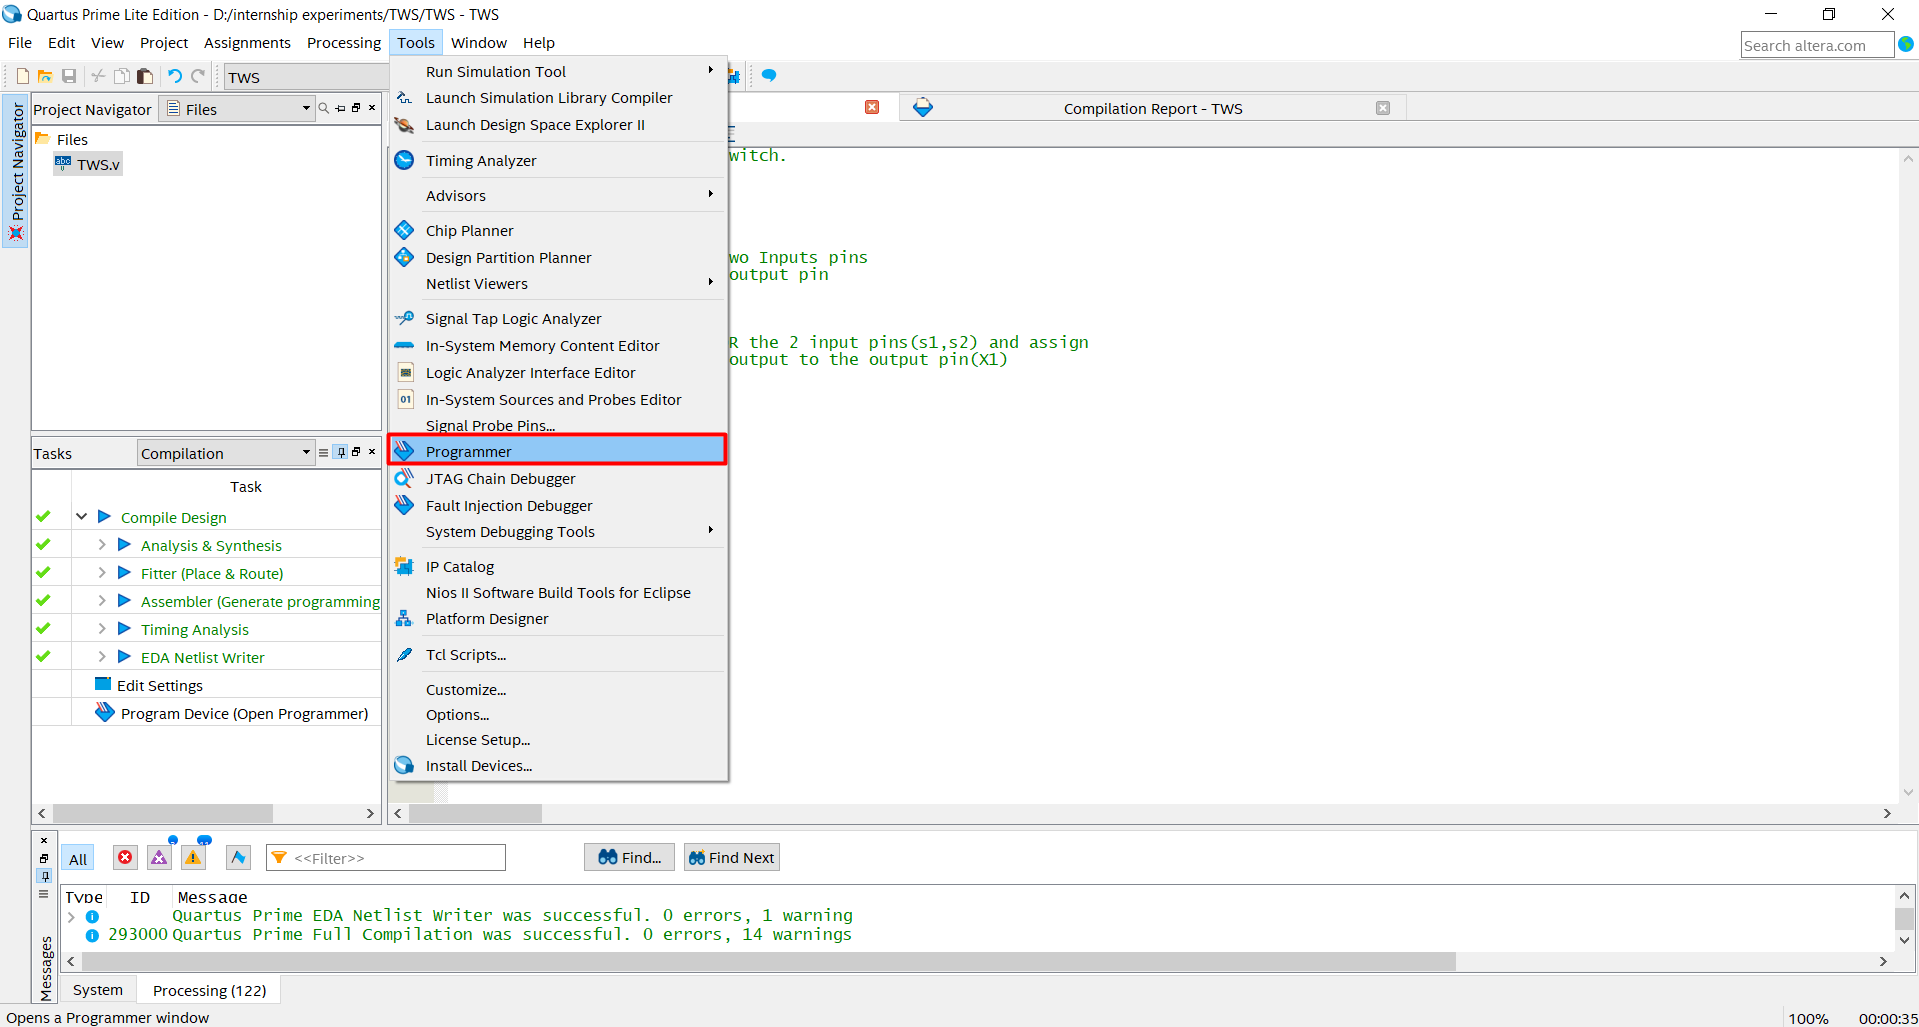 Quartus Prime Lite Edition - D:/internship experiments/TWS/TWS - TWS
File Edit View Project Assignments Processing Tools Window Help
Search altera.com
TWS
Project Navigator
Project Navigator Files
Files
TWS.v
Run Simulation Tool
Launch Simulation Library Compiler
Launch Design Space Explorer II
Timing Analyzer
Advisors
Chip Planner
Design Partition Planner
Netlist Viewers
Signal Tap Logic Analyzer
In-System Memory Content Editor
Logic Analyzer Interface Editor
In-System Sources and Probes Editor
Signal Probe Pins...
Programmer
JTAG Chain Debugger
Fault Injection Debugger
System Debugging Tools
IP Catalog
Nios II Software Build Tools for Eclipse
Platform Designer
Tcl Scripts...
Customize...
Options...
License Setup...
Install Devices...
Compilation Report - TWS
witch.
wo Inputs pins
output pin
R the 2 input pins(s1,s2) and assign
output to the output pin(X1)
Tasks Compilation
Task
Compile Design
Analysis & Synthesis
Fitter (Place & Route)
Assembler (Generate programming
Timing Analysis
EDA Netlist Writer
Edit Settings
Program Device (Open Programmer)
All <<Filter>> Find... Find Next
Type ID Message
Quartus Prime EDA Netlist Writer was successful. 0 errors, 1 warning
293000 Quartus Prime Full Compilation was successful. 0 errors, 14 warnings
Messages
System Processing (122)
Opens a Programmer window
100% 00:00:35